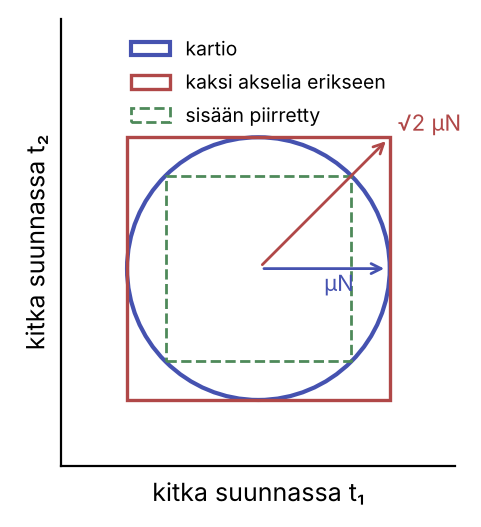 kartio
kaksi akselia erikseen
sisään piirretty
√2 μN
μN
kitka suunnassa t₂
kitka suunnassa t₁